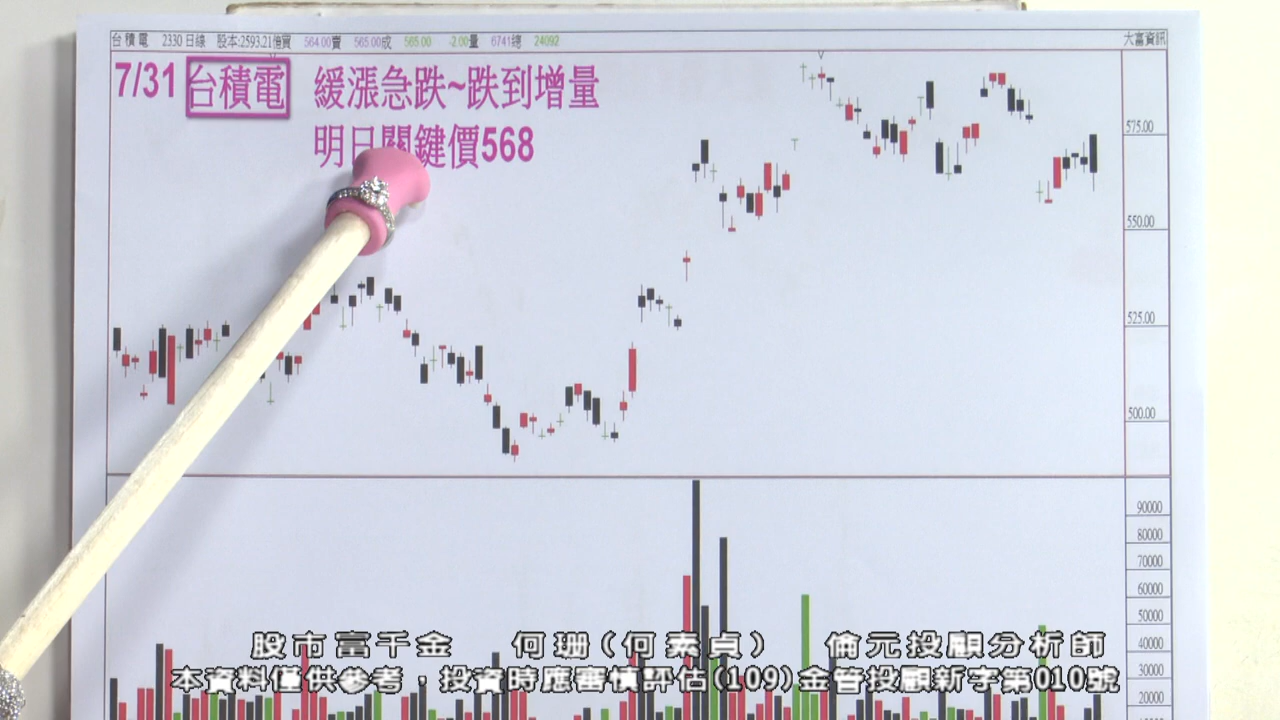 台積電 2330 日線 股本:2593.21億買 564.00賣 565.00成 565.00 -2.00量 6741總 24092 大富資訊
7/31 台積電 緩漲急跌~跌到增量
明日關鍵價568
575.00
550.00
525.00
500.00
90000
80000
70000
60000
50000
40000
30000
20000
股市富千金 何珊(何素貞) 倫元投顧分析師
本資料僅供參考，投資時應審慎評估(109)金管投顧新字第010號